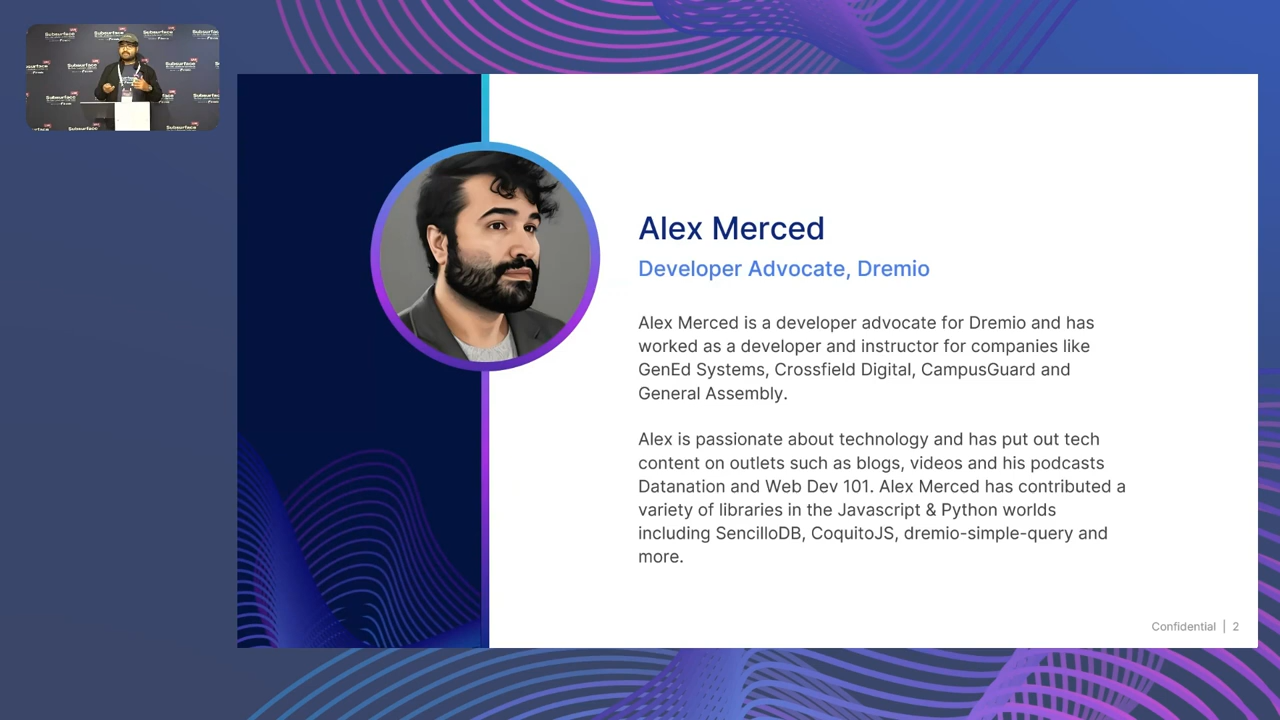 Subsurface
Alex Merced
Developer Advocate, Dremio
Alex Merced is a developer advocate for Dremio and has
worked as a developer and instructor for companies like
GenEd Systems, Crossfield Digital, CampusGuard and
General Assembly.
Alex is passionate about technology and has put out tech
content on outlets such as blogs, videos and his podcasts
Datanation and Web Dev 101. Alex Merced has contributed a
variety of libraries in the Javascript & Python worlds
including SencilloDB, CoquitoJS, dremio-simple-query and
more.
Confidential | 2